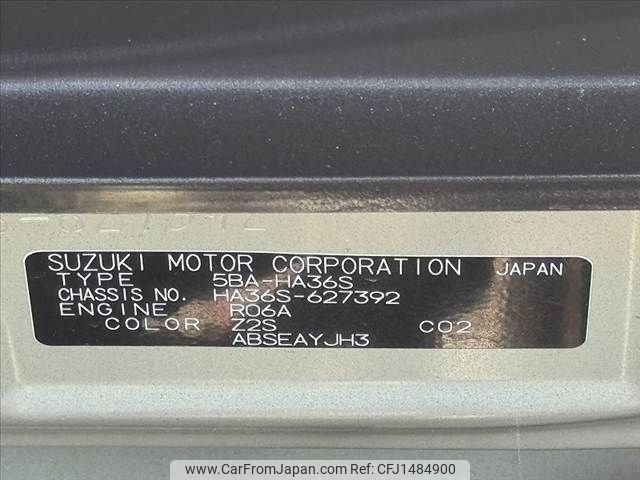 SUZUKI MOTOR CORPORATION JAPAN
TYPE 5BA-HA36S
CHASSIS NO. HA36S-627392
ENGINE R06A
COLOR Z2S C02
ABSEAYJH3
www.CarFromJapan.com CFJ1484900